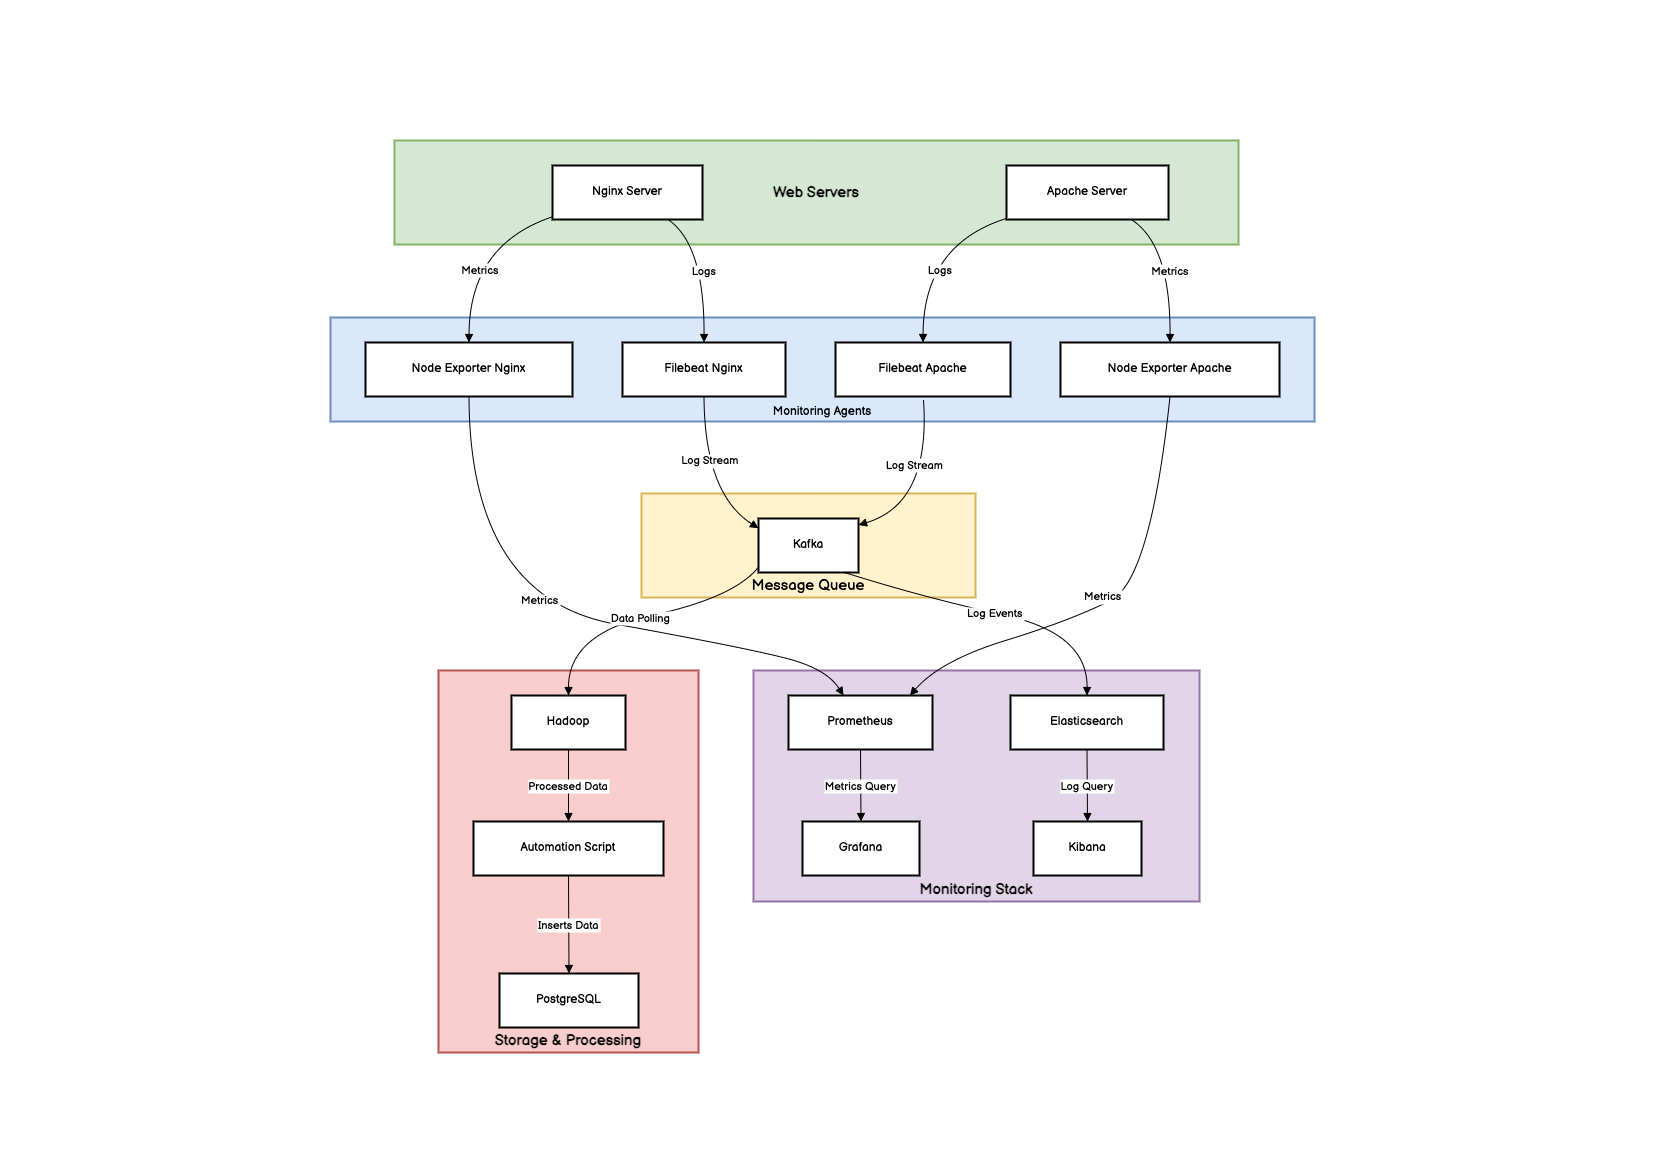 Nginx Server
Web Servers
Apache Server
Metrics
Logs
Logs
Metrics
Node Exporter Nginx
Filebeat Nginx
Filebeat Apache
Node Exporter Apache
Monitoring Agents
Log Stream
Log Stream
Kafka
Message Queue
Metrics
Data Polling
Log Events
Metrics
Hadoop
Prometheus
Elasticsearch
Processed Data
Metrics Query
Log Query
Automation Script
Grafana
Kibana
Monitoring Stack
Inserts Data
PostgreSQL
Storage & Processing